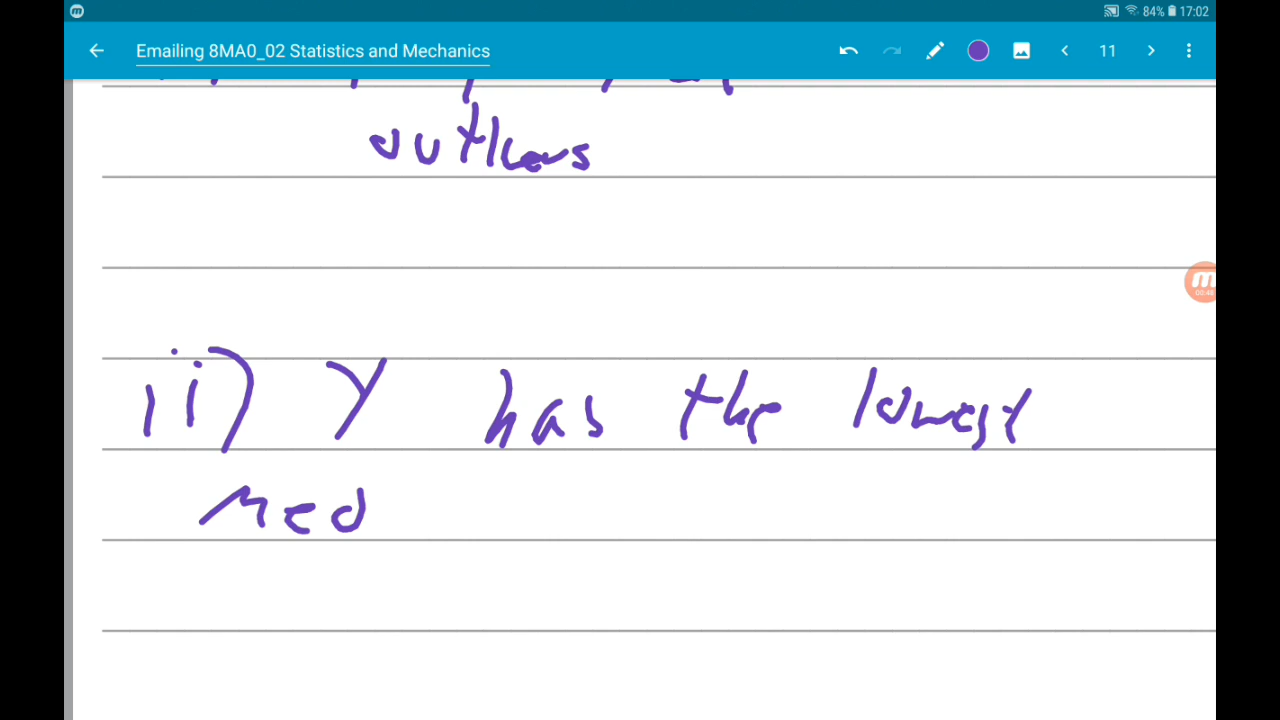 84% 17:02
Emailing 8MA0_02 Statistics and Mechanics 11
outliers
ii) Y has the lowest
Med